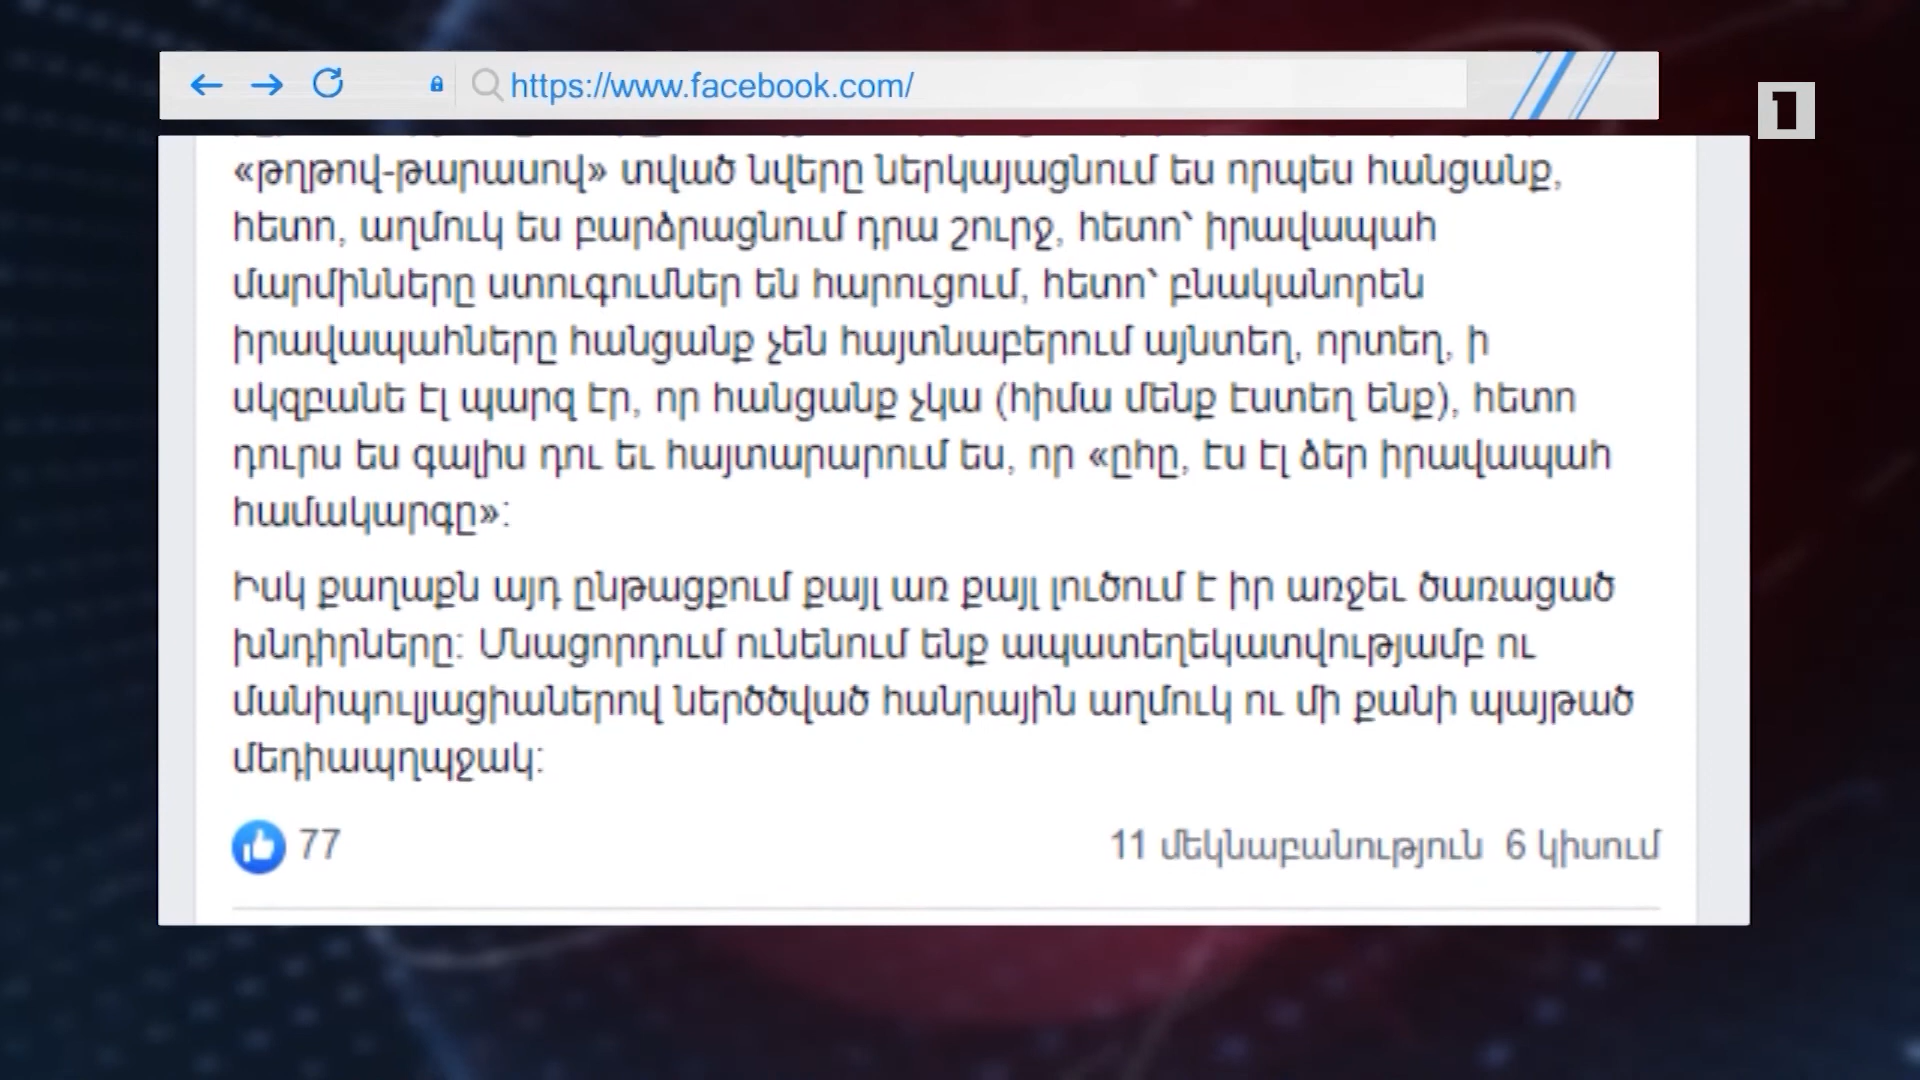 https://www.facebook.com/
1
«թղթով-թարասով» տված նվերը ներկայացնում ես որպես հանցանք,
հետո, աղմուկ ես բարձրացնում դրա շուրջ, հետո՝ իրավապահ
մարմինները ստուգումներ են հարուցում, հետո՝ բնականորեն
իրավապահները հանցանք չեն հայտնաբերում այնտեղ, որտեղ, ի
սկզբանե էլ պարզ էր, որ հանցանք չկա (հիմա մենք էստեղ ենք), հետո
դուրս ես գալիս դու եւ հայտարարում ես, որ «ըհը, էս էլ ձեր իրավապահ
համակարգը»:
Իսկ քաղաքն այդ ընթացքում քայլ առ քայլ լուծում է իր առջեւ ծառացած
խնդիրները: Մնացորդում ունենում ենք ապատեղեկատվությամբ ու
մանիպուլյացիաներով ներծծված հանրային աղմուկ ու մի քանի պայթած
մեդիապղպջակ:
77
11 մեկնաբանություն 6 կիսում